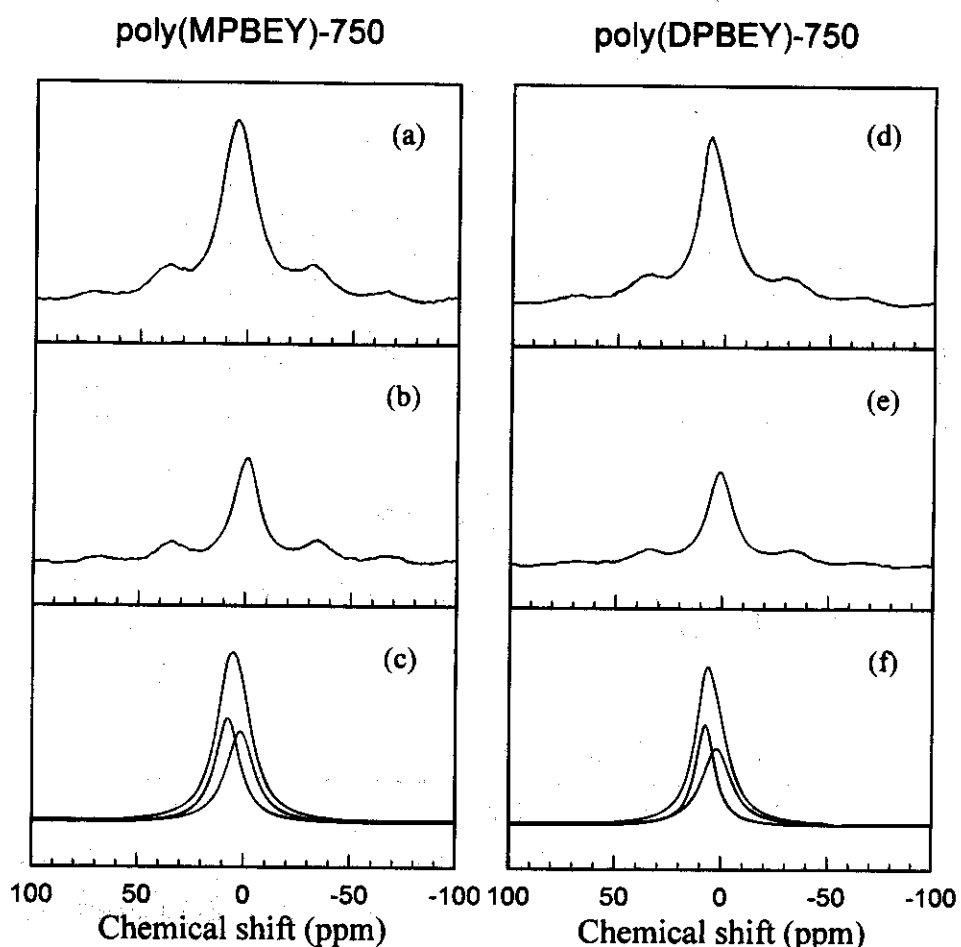 poly(MPBEY)-750
poly(DPBEY)-750
(a)
(d)
(b)
(e)
(c)
(f)
100 50 0 -50 -100
100 50 0 -50 -100
Chemical shift (ppm)
Chemical shift (ppm)